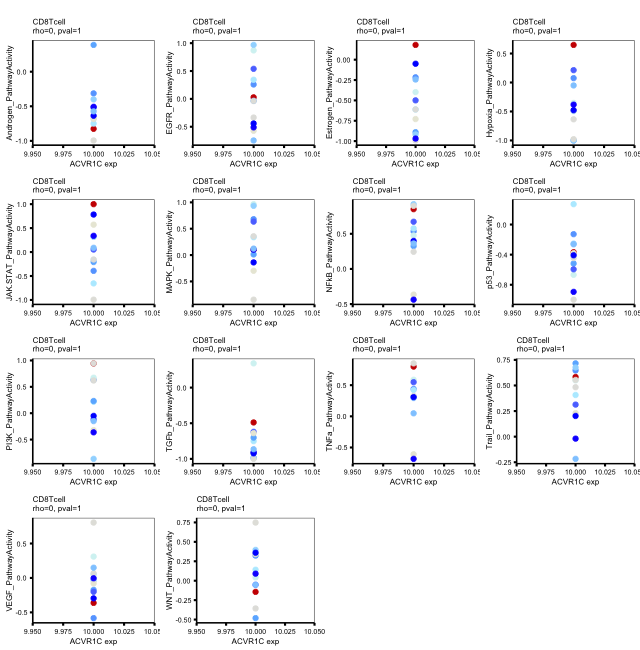 CD8Tcell
rho=0, pval=1
Androgen_PathwayActivity
0.0
-0.5
-1.0
9.950 9.975 10.000 10.025 10.05
ACVR1C exp
CD8Tcell
rho=0, pval=1
EGFR_PathwayActivity
1.0
0.5
0.0
-0.5
9.950 9.975 10.000 10.025 10.05
ACVR1C exp
CD8Tcell
rho=0, pval=1
Estrogen_PathwayActivity
0.00
-0.25
-0.50
-0.75
-1.00
9.950 9.975 10.000 10.025 10.05
ACVR1C exp
CD8Tcell
rho=0, pval=1
Hypoxia_PathwayActivity
0.5
0.0
-0.5
-1.0
9.950 9.975 10.000 10.025 10.05
ACVR1C exp
CD8Tcell
rho=0, pval=1
JAK.STAT_PathwayActivity
1.0
0.5
0.0
-0.5
-1.0
9.950 9.975 10.000 10.025 10.05
ACVR1C exp
CD8Tcell
rho=0, pval=1
MAPK_PathwayActivity
1.0
0.5
0.0
-0.5
9.950 9.975 10.000 10.025 10.05
ACVR1C exp
CD8Tcell
rho=0, pval=1
NFkB_PathwayActivity
0.5
0.0
-0.5
9.950 9.975 10.000 10.025 10.05
ACVR1C exp
CD8Tcell
rho=0, pval=1
p53_PathwayActivity
0.0
-0.4
-0.8
9.950 9.975 10.000 10.025 10.05
ACVR1C exp
CD8Tcell
rho=0, pval=1
PI3K_PathwayActivity
1.0
0.5
0.0
-0.5
9.950 9.975 10.000 10.025 10.05
ACVR1C exp
CD8Tcell
rho=0, pval=1
TGFb_PathwayActivity
0.0
-0.5
-1.0
9.950 9.975 10.000 10.025 10.05
ACVR1C exp
CD8Tcell
rho=0, pval=1
TNFa_PathwayActivity
0.5
0.0
-0.5
9.950 9.975 10.000 10.025 10.05
ACVR1C exp
CD8Tcell
rho=0, pval=1
Trail_PathwayActivity
0.75
0.50
0.25
0.00
-0.25
9.950 9.975 10.000 10.025 10.05
ACVR1C exp
CD8Tcell
rho=0, pval=1
VEGF_PathwayActivity
0.5
0.0
-0.5
9.950 9.975 10.000 10.025 10.05
ACVR1C exp
CD8Tcell
rho=0, pval=1
WNT_PathwayActivity
0.75
0.50
0.25
0.00
-0.25
-0.50
9.950 9.975 10.000 10.025 10.050
ACVR1C exp